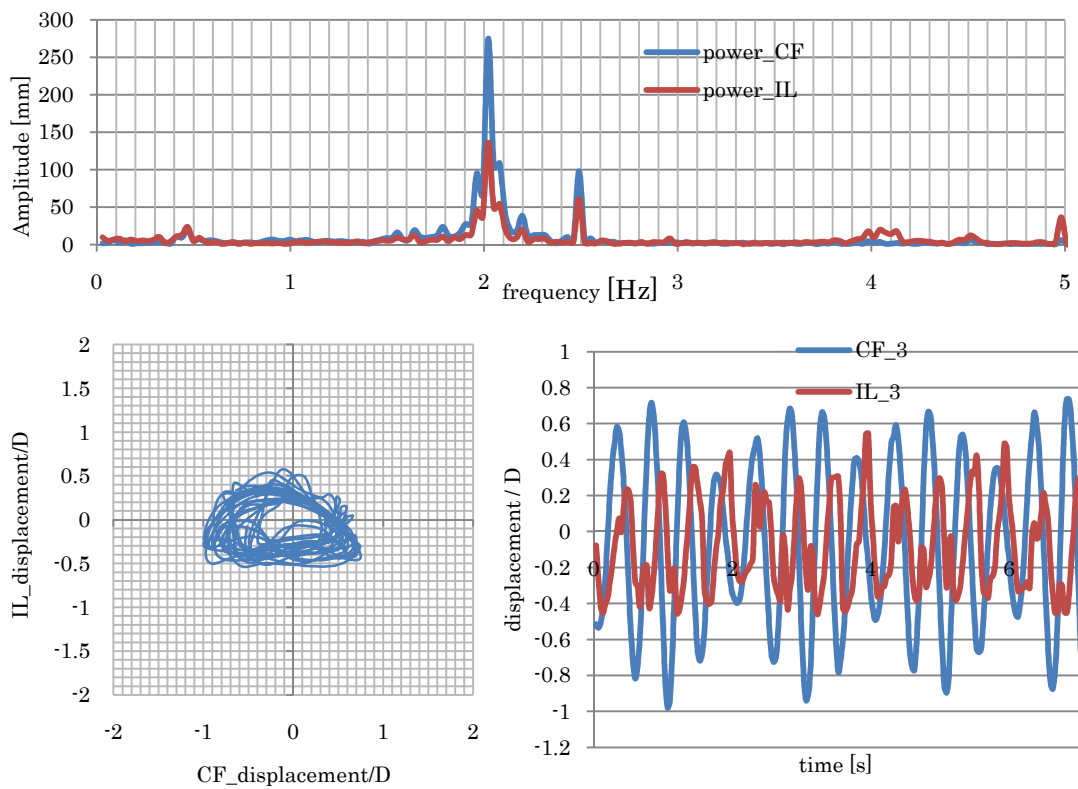 300
250
200
150
100
50
0
Amplitude [mm]
power_CF
power_IL
0 1 2 3 4 5
frequency [Hz]
2
1.5
1
0.5
0
-0.5
-1
-1.5
-2
IL_displacement/D
-2 -1 0 1 2
CF_displacement/D
1
0.8
0.6
0.4
0.2
0
-0.2
-0.4
-0.6
-0.8
-1
-1.2
displacement / D
CF_3
IL_3
0 2 4 6
time [s]